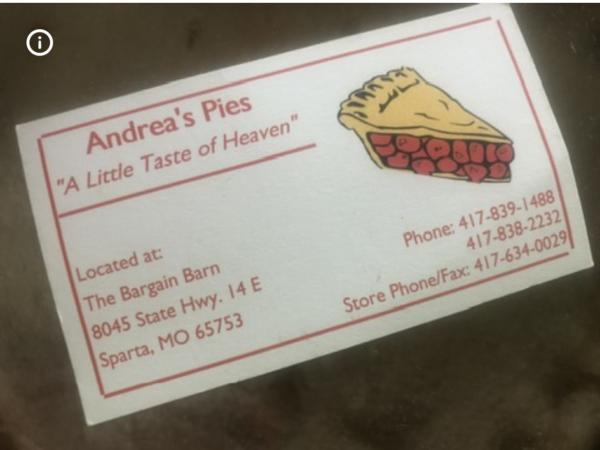 Andrea's Pies
"A Little Taste of Heaven"
Located at:
The Bargain Barn
8045 State Hwy. 14 E
Sparta, MO 65753
Phone: 417-839-1488
417-838-2232
Store Phone/Fax: 417-634-0029